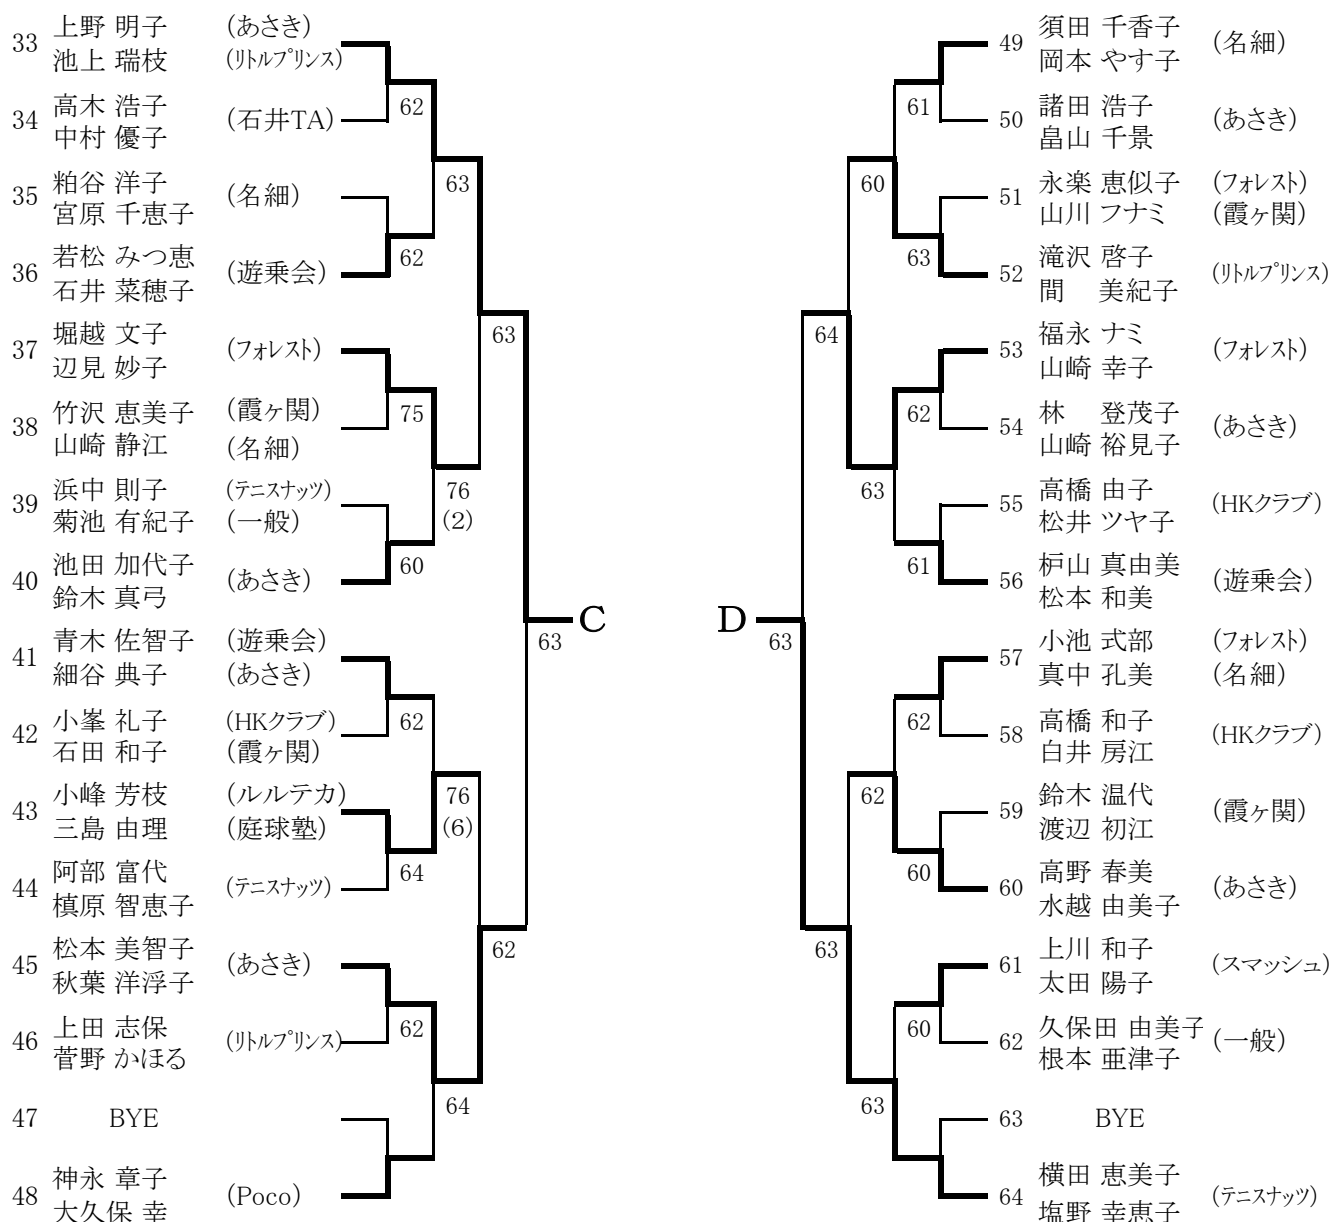 33 上野 明子 (あさき)
池上 瑞枝 (リトルプリンス)
62
34 高木 浩子 (石井TA)
中村 優子
63
35 粕谷 洋子 (名細)
宮原 千恵子
62
36 若松 みつ恵 (遊乗会)
石井 菜穂子
63
37 堀越 文子 (フォレスト)
辺見 妙子
75
38 竹沢 恵美子 (霞ヶ関)
山崎 静江 (名細)
76
(2)
39 浜中 則子 (テニスナッツ)
菊池 有紀子 (一般)
60
40 池田 加代子 (あさき)
鈴木 真弓
63 C
41 青木 佐智子 (遊乗会)
細谷 典子 (あさき)
62
42 小峯 礼子 (HKクラブ)
石田 和子 (霞ヶ関)
76
(6)
43 小峰 芳枝 (ルルテカ)
三島 由理 (庭球塾)
64
44 阿部 富代 (テニスナッツ)
槙原 智恵子
62
45 松本 美智子 (あさき)
秋葉 洋浮子
62
46 上田 志保 (リトルプリンス)
菅野 かほる
64
47 BYE
48 神永 章子 (Poco)
大久保 幸
49 須田 千香子 (名細)
岡本 やす子
61
50 諸田 浩子 (あさき)
畠山 千景
60
51 永楽 恵似子 (フォレスト)
山川 フナミ (霞ヶ関)
63
52 滝沢 啓子 (リトルプリンス)
間 美紀子
64
53 福永 ナミ (フォレスト)
山崎 幸子
62
54 林 登茂子 (あさき)
山崎 裕見子
63
55 高橋 由子 (HKクラブ)
松井 ツヤ子
61
56 枦山 真由美 (遊乗会)
松本 和美
D 63
57 小池 式部 (フォレスト)
真中 孔美 (名細)
62
58 高橋 和子 (HKクラブ)
白井 房江
62
59 鈴木 温代 (霞ヶ関)
渡辺 初江
60
60 高野 春美 (あさき)
水越 由美子
63
61 上川 和子 (スマッシュ)
太田 陽子
60
62 久保田 由美子 (一般)
根本 亜津子
63
63 BYE
64 横田 恵美子 (テニスナッツ)
塩野 幸恵子